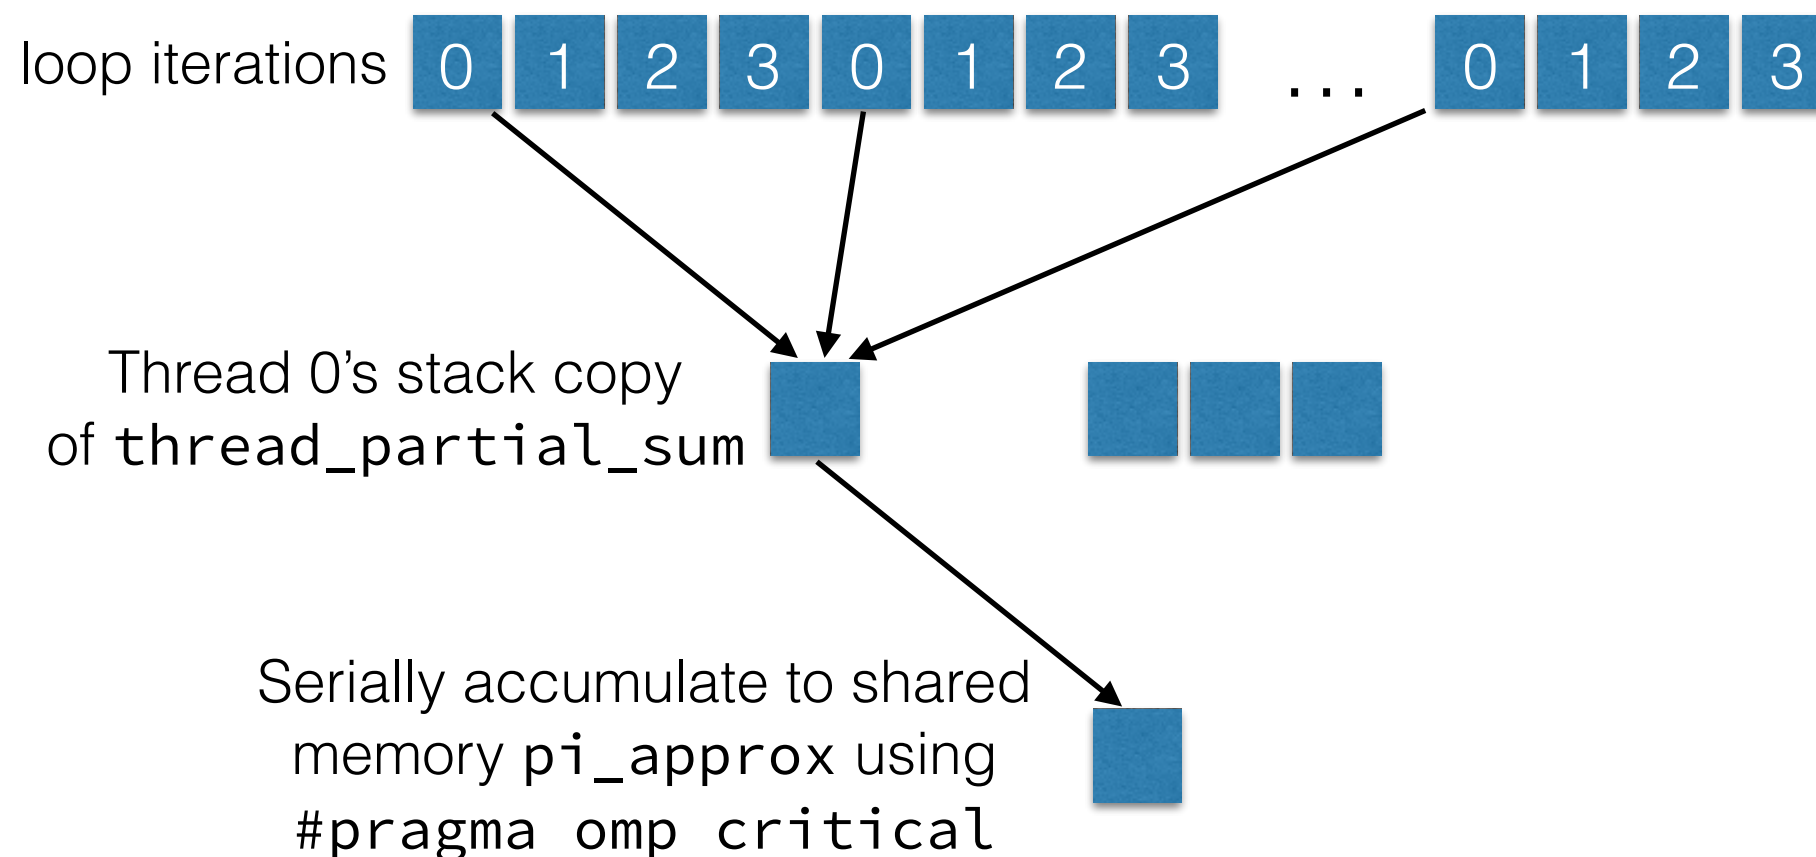 loop iterations 0 1 2 3 0 1 2 3 ... 0 1 2 3
Thread 0’s stack copy
of thread_partial_sum
Serially accumulate to shared
memory pi_approx using
#pragma omp critical